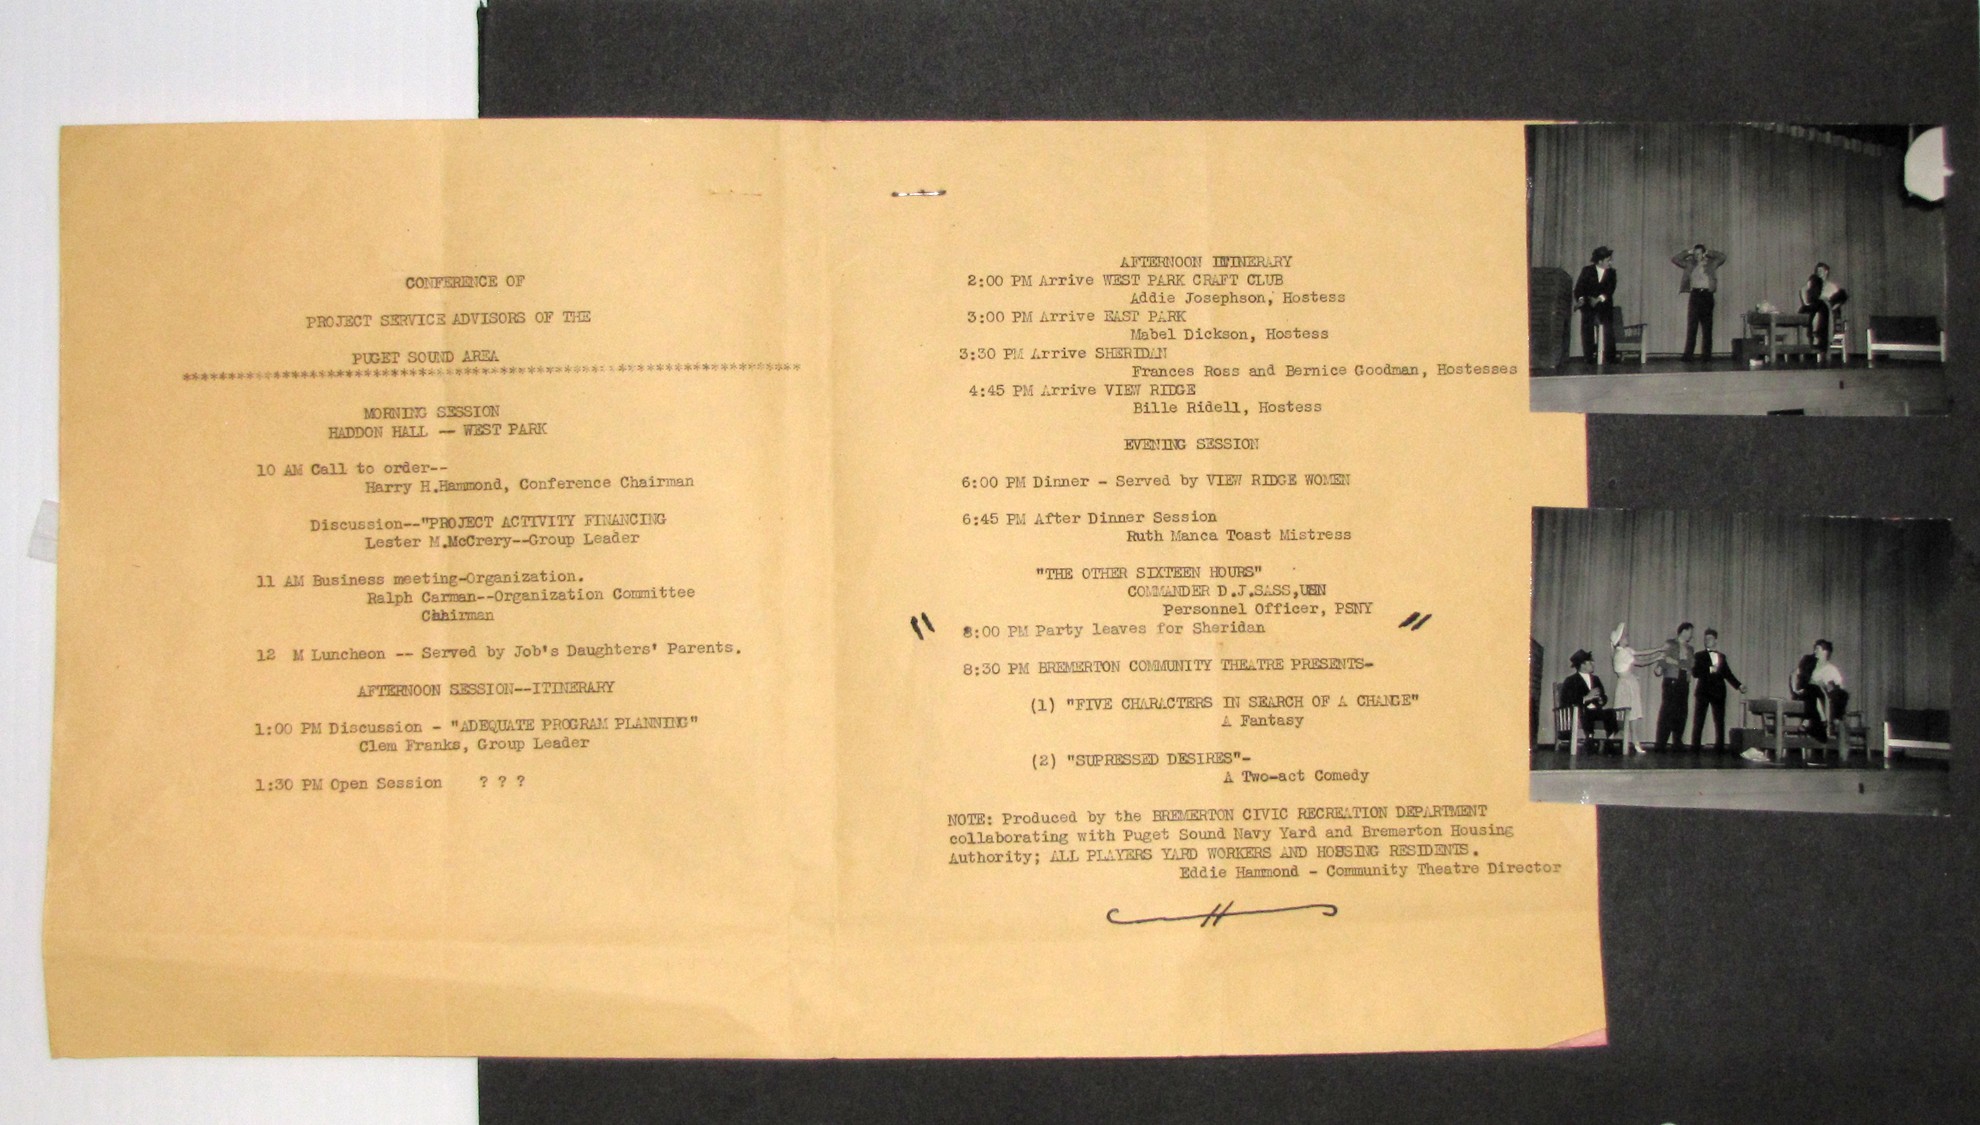 CONFERENCE OF
PROJECT SERVICE ADVISORS OF THE
PUGET SOUND AREA
********************************************************************************
MORNING SESSION
HADDON HALL -- WEST PARK
10 AM Call to order--
Harry H.Hammond, Conference Chairman
Discussion--"PROJECT ACTIVITY FINANCING
Lester M.McCrery--Group Leader
11 AM Business meeting-Organization.
Ralph Carman--Organization Committee
Chairman
12 M Luncheon -- Served by Job's Daughters' Parents.
AFTERNOON SESSION--ITINERARY
1:00 PM Discussion - "ADEQUATE PROGRAM PLANNING"
Clem Franks, Group Leader
1:30 PM Open Session ? ? ?
AFTERNOON ITINERARY
2:00 PM Arrive WEST PARK CRAFT CLUB
Addie Josephson, Hostess
3:00 PM Arrive EAST PARK
Mabel Dickson, Hostess
3:30 PM Arrive SHERIDAN
Frances Ross and Bernice Goodman, Hostesses
4:45 PM Arrive VIEW RIDGE
Bille Ridell, Hostess
EVENING SESSION
6:00 PM Dinner - Served by VIEW RIDGE WOMEN
6:45 PM After Dinner Session
Ruth Manca Toast Mistress
"THE OTHER SIXTEEN HOURS"
COMMANDER D.J.SASS,USN
Personnel Officer, PSNY
" 8:00 PM Party leaves for Sheridan "
8:30 PM BREMERTON COMMUNITY THEATRE PRESENTS-
(1) "FIVE CHARACTERS IN SEARCH OF A CHANGE"
A Fantasy
(2) "SUPRESSED DESIRES"-
A Two-act Comedy
NOTE: Produced by the BREMERTON CIVIC RECREATION DEPARTMENT
collaborating with Puget Sound Navy Yard and Bremerton Housing
Authority; ALL PLAYERS YARD WORKERS AND HOUSING RESIDENTS.
Eddie Hammond - Community Theatre Director